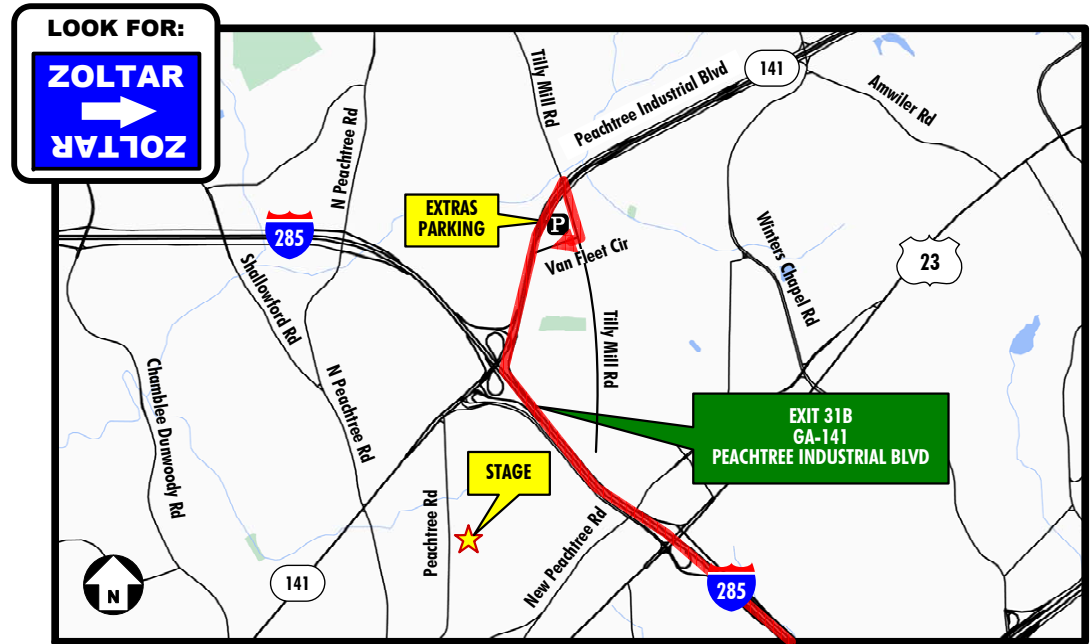 LOOK FOR:
ZOLTAR
ZOLTAR
Tilly Mill Rd
Peachtree Industrial Blvd
141
Amwiler Rd
N Peachtree Rd
EXTRAS
PARKING
P
285
Van Fleet Cir
Shallowford Rd
Winters Chapel Rd
23
Tilly Mill Rd
Chamblee Dunwoody Rd
N Peachtree Rd
EXIT 31B
GA-141
PEACHTREE INDUSTRIAL BLVD
STAGE
Peachtree Rd
New Peachtree Rd
N
141
285